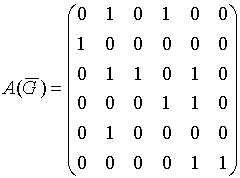 0 1 0 1 0 0
1 0 0 0 0 0
0 1 1 0 1 0
A(G̅) = 
0 0 0 1 1 0
0 1 0 0 0 0
0 0 0 0 1 1